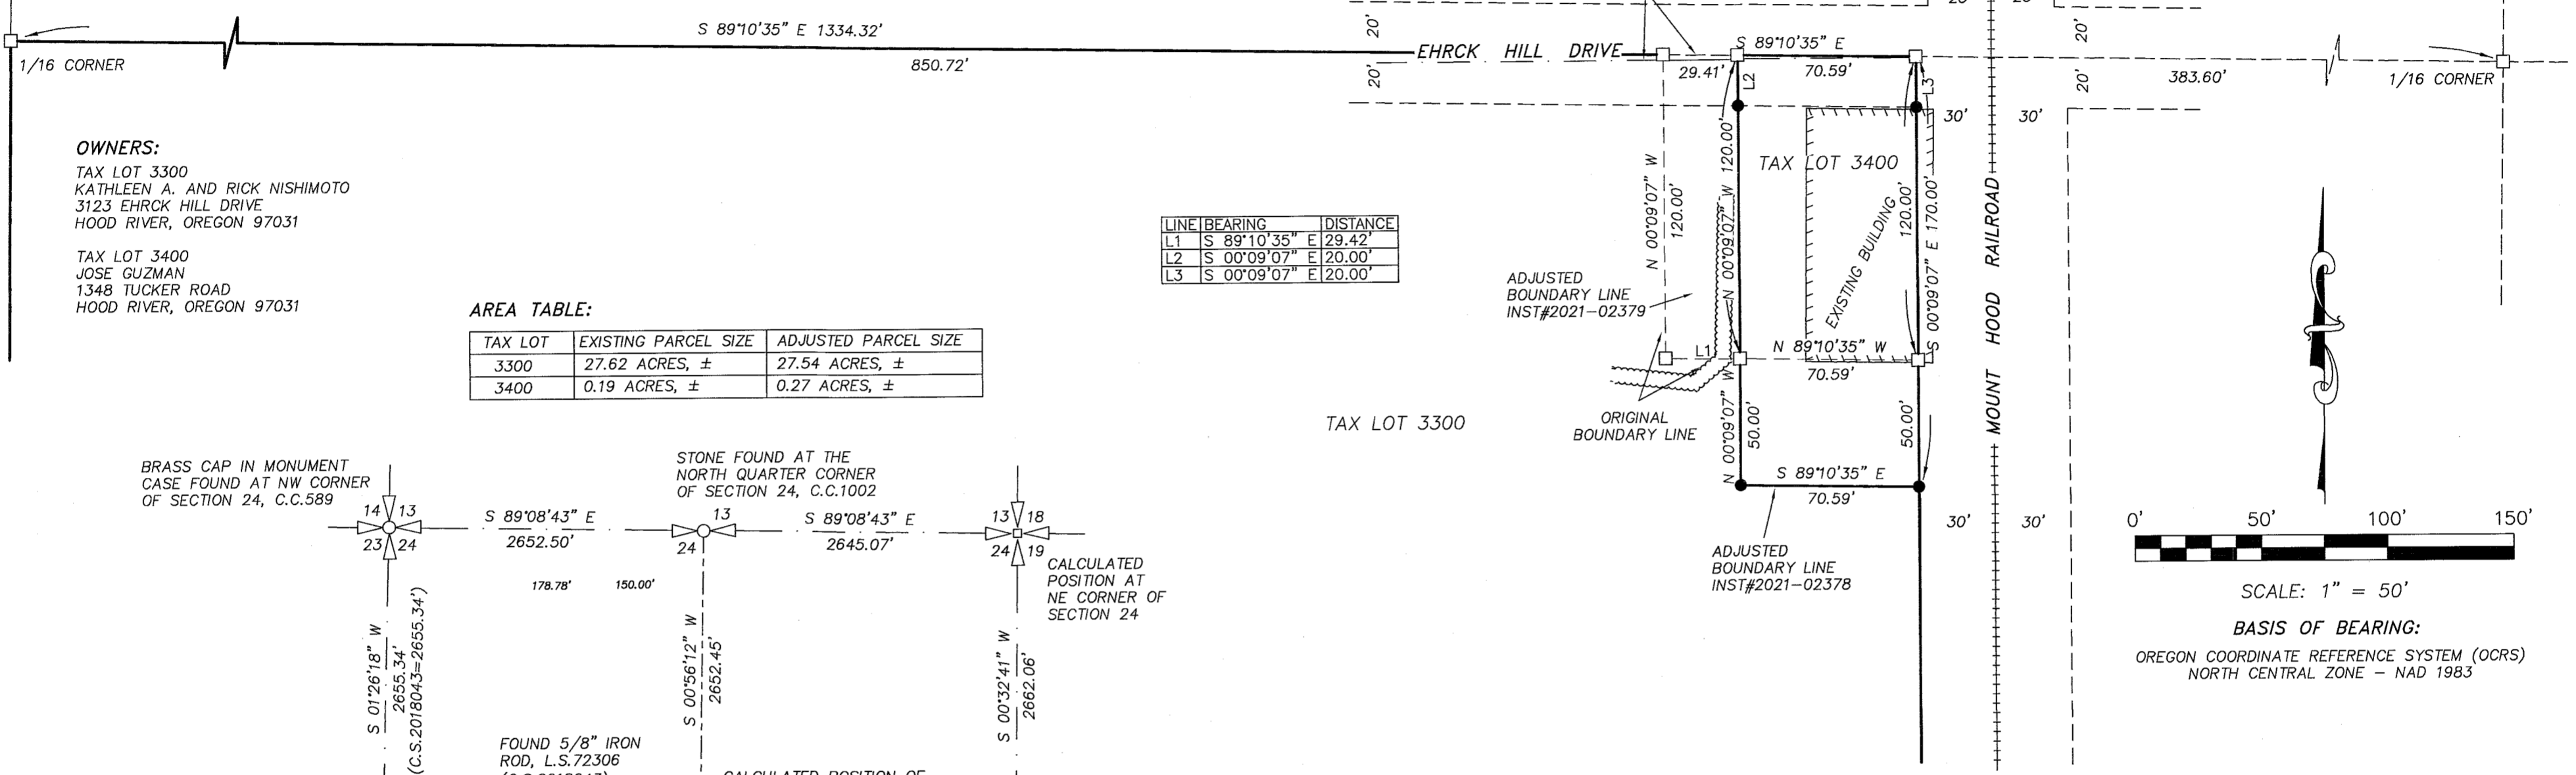 S 89°10'35" E 1334.32'
1/16 CORNER
850.72'
20'
20'
EHRCK HILL DRIVE
29.41'
S 89°10'35" E
70.59'
L2
L3
20'
20'
383.60'
1/16 CORNER
30'
30'
OWNERS:
TAX LOT 3300
KATHLEEN A. AND RICK NISHIMOTO
3123 EHRCK HILL DRIVE
HOOD RIVER, OREGON 97031
TAX LOT 3400
JOSE GUZMAN
1348 TUCKER ROAD
HOOD RIVER, OREGON 97031
LINE BEARING DISTANCE
L1 S 89°10'35" E 29.42'
L2 S 00°09'07" E 20.00'
L3 S 00°09'07" E 20.00'
AREA TABLE:
TAX LOT EXISTING PARCEL SIZE ADJUSTED PARCEL SIZE
3300 27.62 ACRES, ± 27.54 ACRES, ±
3400 0.19 ACRES, ± 0.27 ACRES, ±
N 00°09'07" W
120.00'
N 00°09'07" W 120.00'
TAX LOT 3400
EXISTING BUILDING
120.00'
S 00°09'07" E 170.00'
MOUNT HOOD RAILROAD
ADJUSTED
BOUNDARY LINE
INST#2021-02379
L1
N 89°10'35" W
70.59'
ORIGINAL
BOUNDARY LINE
TAX LOT 3300
N 00°09'07" W
50.00'
50.00'
S 89°10'35" E
70.59'
30'
30'
ADJUSTED
BOUNDARY LINE
INST#2021-02378
BRASS CAP IN MONUMENT
CASE FOUND AT NW CORNER
OF SECTION 24, C.C.589
STONE FOUND AT THE
NORTH QUARTER CORNER
OF SECTION 24, C.C.1002
14 13
23 24
S 89°08'43" E
2652.50'
13
24
S 89°08'43" E
2645.07'
13 18
24 19
CALCULATED
POSITION AT
NE CORNER OF
SECTION 24
178.78' 150.00'
S 01°26'18" W
2655.34'
(C.S.2018043=2655.34')
S 00°56'12" W
2652.45'
S 00°32'41" W
2662.06'
FOUND 5/8" IRON
ROD, L.S.72306
CALCULATED POSITION OF
0' 50' 100' 150'
SCALE: 1" = 50'
BASIS OF BEARING:
OREGON COORDINATE REFERENCE SYSTEM (OCRS)
NORTH CENTRAL ZONE – NAD 1983